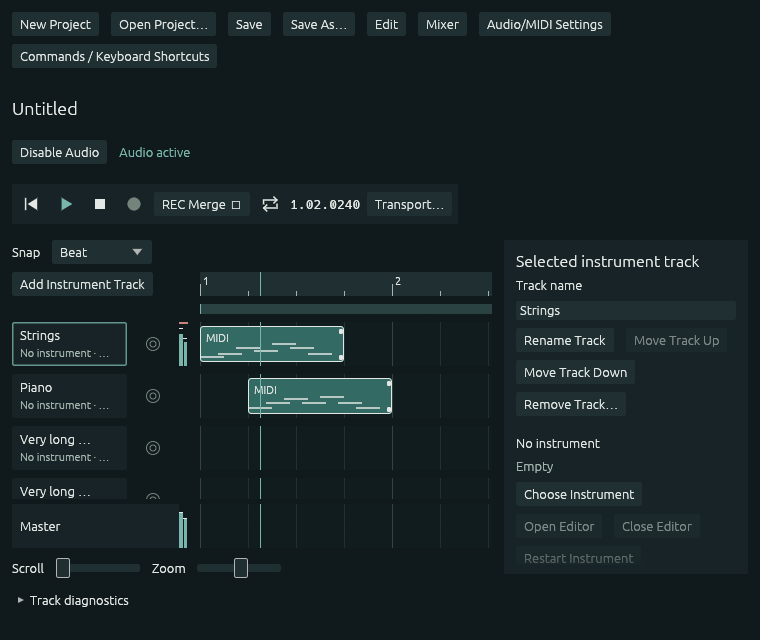 New Project Open Project... Save Save As... Edit Mixer Audio/MIDI Settings
Commands / Keyboard Shortcuts
Untitled
Disable Audio Audio active
REC Merge 1.02.0240 Transport...
Snap Beat
Add Instrument Track
1 2
Strings
No instrument · ...
MIDI
Piano
No instrument · ...
MIDI
Very long ...
No instrument · ...
Very long ...
Master
Scroll Zoom
Track diagnostics
Selected instrument track
Track name
Strings
Rename Track Move Track Up
Move Track Down
Remove Track...
No instrument
Empty
Choose Instrument
Open Editor Close Editor
Restart Instrument